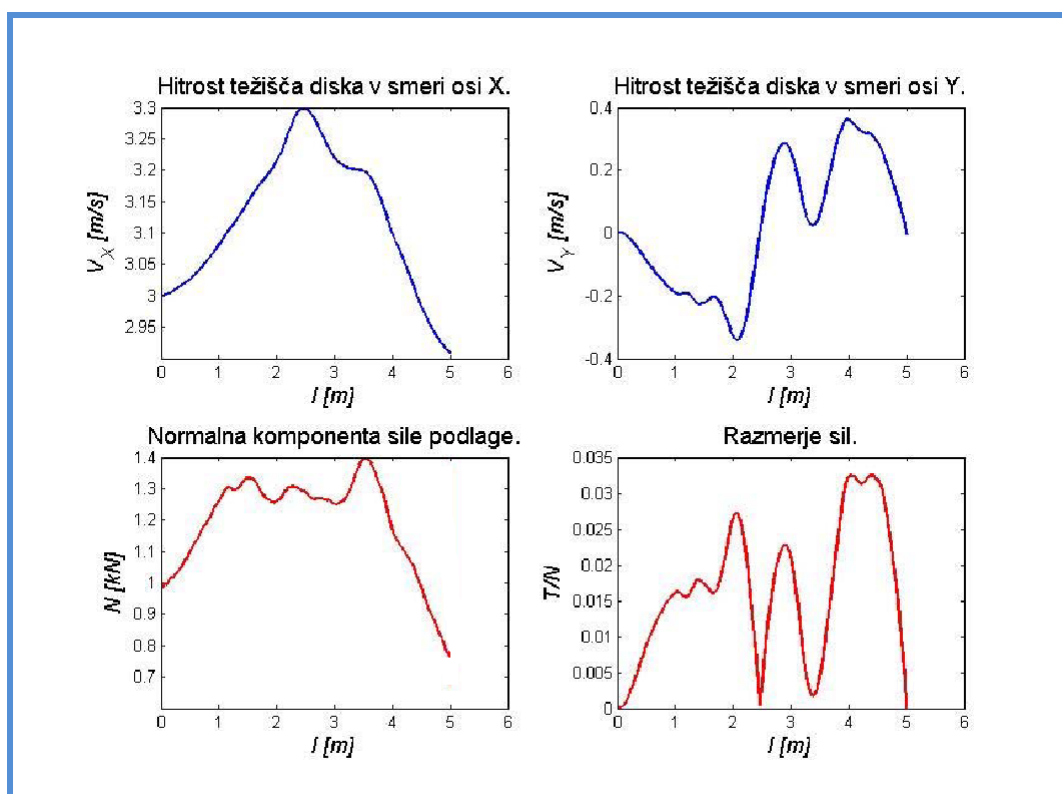 Hitrost težišča diska v smeri osi X.
3.3
3.25
3.2
3.15
3.1
3.05
3
2.95
V_X [m/s]
0 1 2 3 4 5 6
l [m]
Hitrost težišča diska v smeri osi Y.
0.4
0.2
0
-0.2
-0.4
V_Y [m/s]
0 1 2 3 4 5 6
l [m]
Normalna komponenta sile podlage.
1.4
1.3
1.2
1.1
1
0.9
0.8
0.7
N [kN]
0 1 2 3 4 5 6
l [m]
Razmerje sil.
0.035
0.03
0.025
0.02
0.015
0.01
0.005
0
T/N
0 1 2 3 4 5 6
l [m]